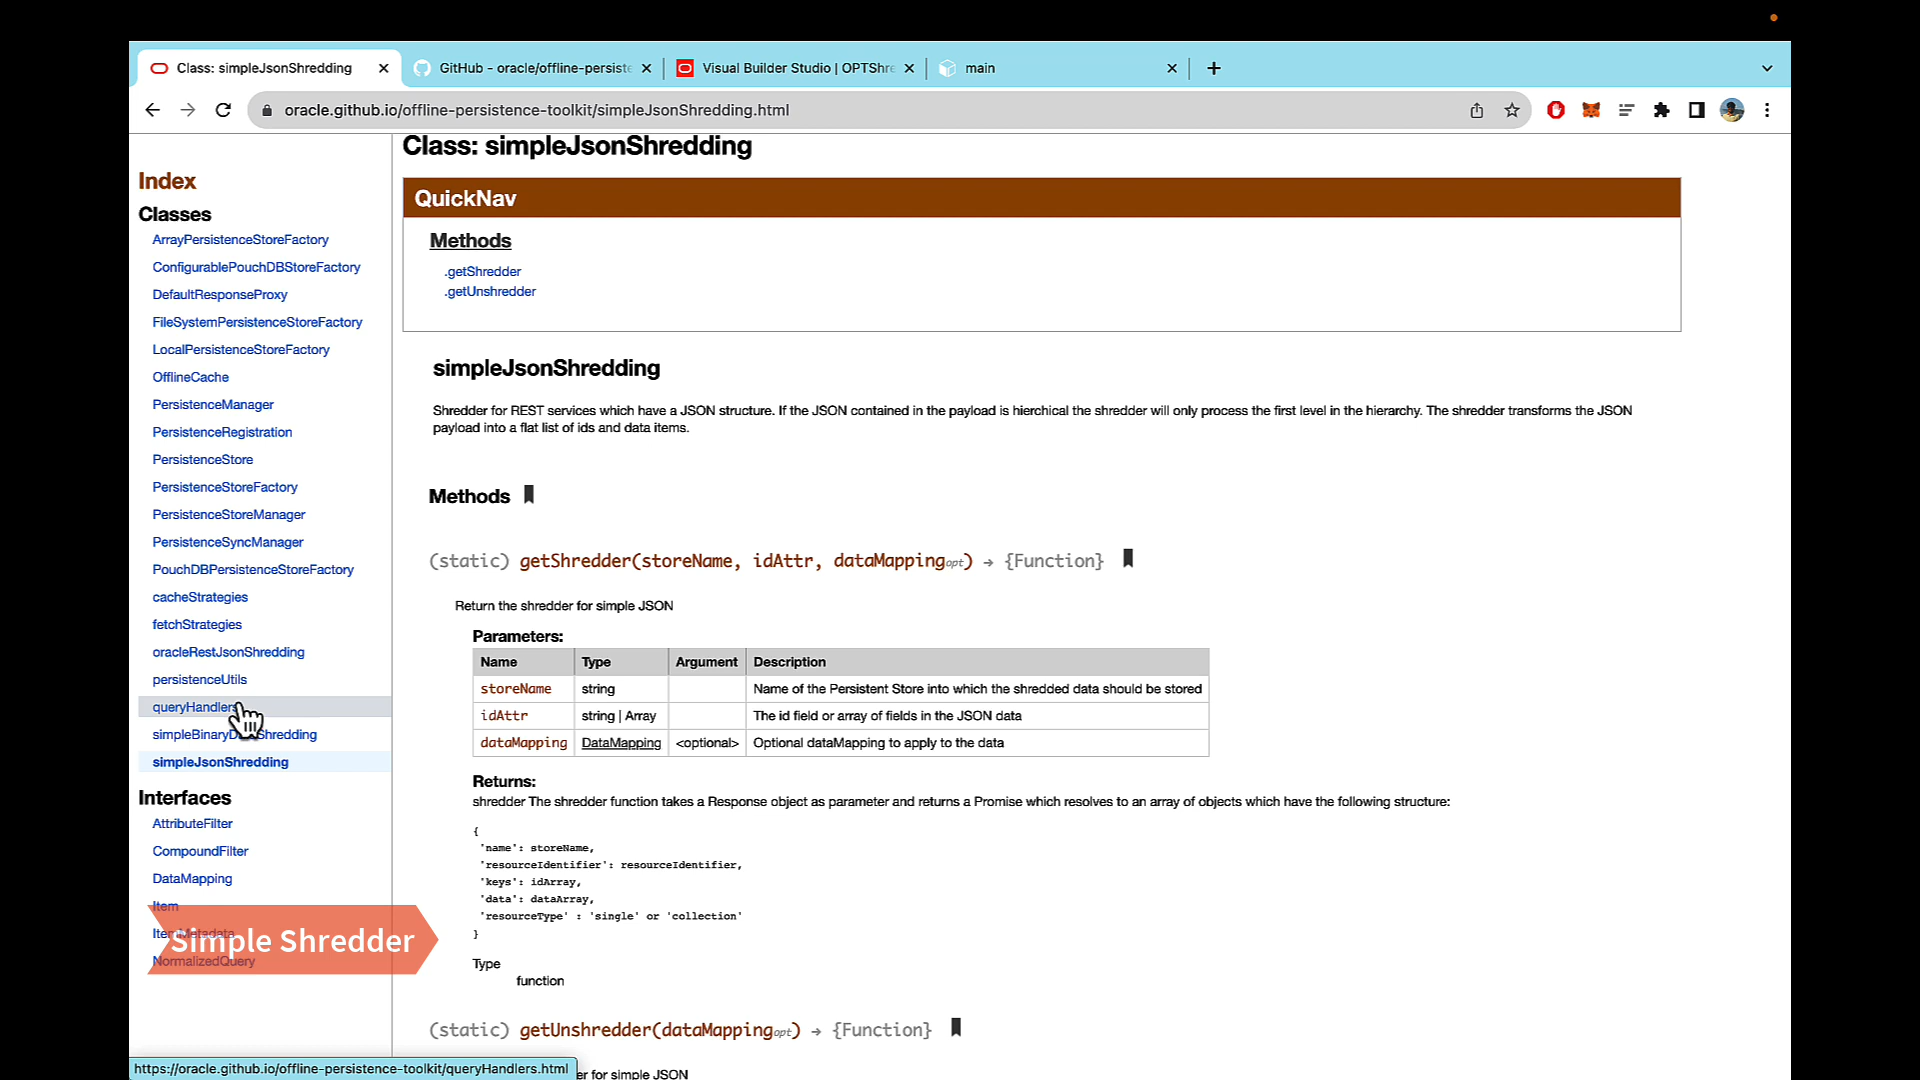 Class: simpleJsonShredding
GitHub - oracle/offline-persiste
Visual Builder Studio | OPTShre
main
oracle.github.io/offline-persistence-toolkit/simpleJsonShredding.html
Index
Classes
ArrayPersistenceStoreFactory
ConfigurablePouchDBStoreFactory
DefaultResponseProxy
FileSystemPersistenceStoreFactory
LocalPersistenceStoreFactory
OfflineCache
PersistenceManager
PersistenceRegistration
PersistenceStore
PersistenceStoreFactory
PersistenceStoreManager
PersistenceSyncManager
PouchDBPersistenceStoreFactory
cacheStrategies
fetchStrategies
oracleRestJsonShredding
persistenceUtils
queryHandlers
simpleBinaryD Shredding
simpleJsonShredding
Interfaces
AttributeFilter
CompoundFilter
DataMapping
Item
ItemMetadata
NormalizedQuery
Simple Shredder
https://oracle.github.io/offline-persistence-toolkit/queryHandlers.html
Class: simpleJsonShredding
QuickNav
Methods
.getShredder
.getUnshredder
simpleJsonShredding
Shredder for REST services which have a JSON structure. If the JSON contained in the payload is hierchical the shredder will only process the first level in the hierarchy. The shredder transforms the JSON
payload into a flat list of ids and data items.
Methods
(static) getShredder(storeName, idAttr, dataMappingopt) → {Function}
Return the shredder for simple JSON
Parameters:
Name Type Argument Description
storeName string Name of the Persistent Store into which the shredded data should be stored
idAttr string | Array The id field or array of fields in the JSON data
dataMapping DataMapping <optional> Optional dataMapping to apply to the data
Returns:
shredder The shredder function takes a Response object as parameter and returns a Promise which resolves to an array of objects which have the following structure:
{
'name': storeName,
'resourceIdentifier': resourceIdentifier,
'keys': idArray,
'data': dataArray,
'resourceType' : 'single' or 'collection'
}
Type
function
(static) getUnshredder(dataMappingopt) → {Function}
er for simple JSON